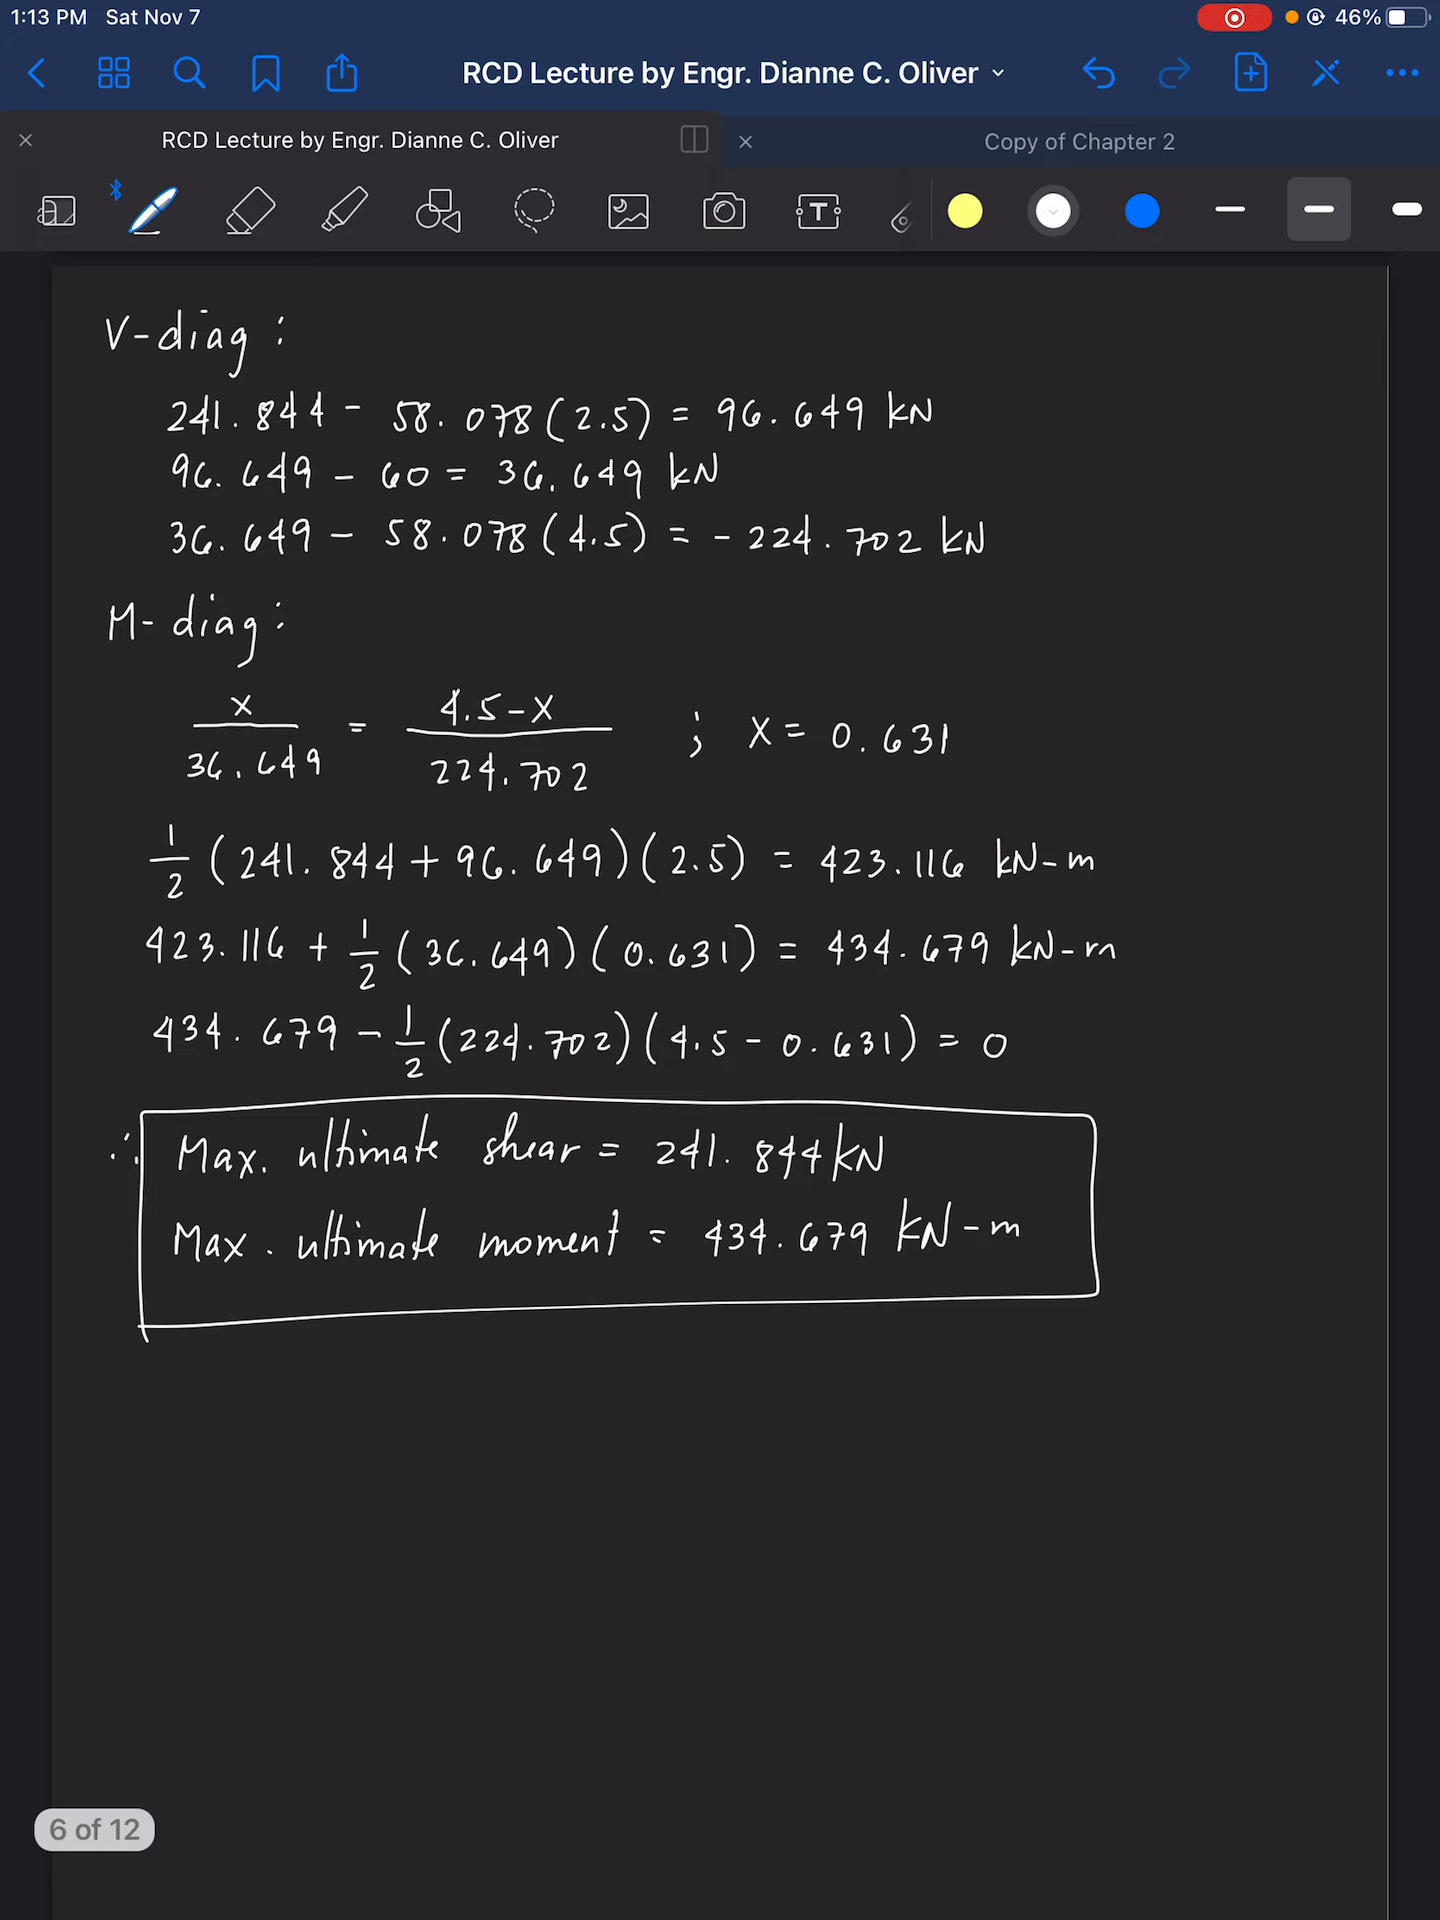 1:13 PM Sat Nov 7 46%
RCD Lecture by Engr. Dianne C. Oliver
RCD Lecture by Engr. Dianne C. Oliver Copy of Chapter 2
V-diag:
241.844 - 58.078(2.5) = 96.649 kN
96.649 - 60 = 36.649 kN
36.649 - 58.078(4.5) = -224.702 kN
M-diag:
x/36.649 = 4.5-x/224.702 ; x = 0.631
1/2 (241.844 + 96.649)(2.5) = 423.116 kN-m
423.116 + 1/2 (36.649)(0.631) = 434.679 kN-m
434.679 - 1/2 (224.702)(4.5 - 0.631) = 0
∴ Max. ultimate shear = 241.844 kN
Max. ultimate moment = 434.679 kN-m
6 of 12